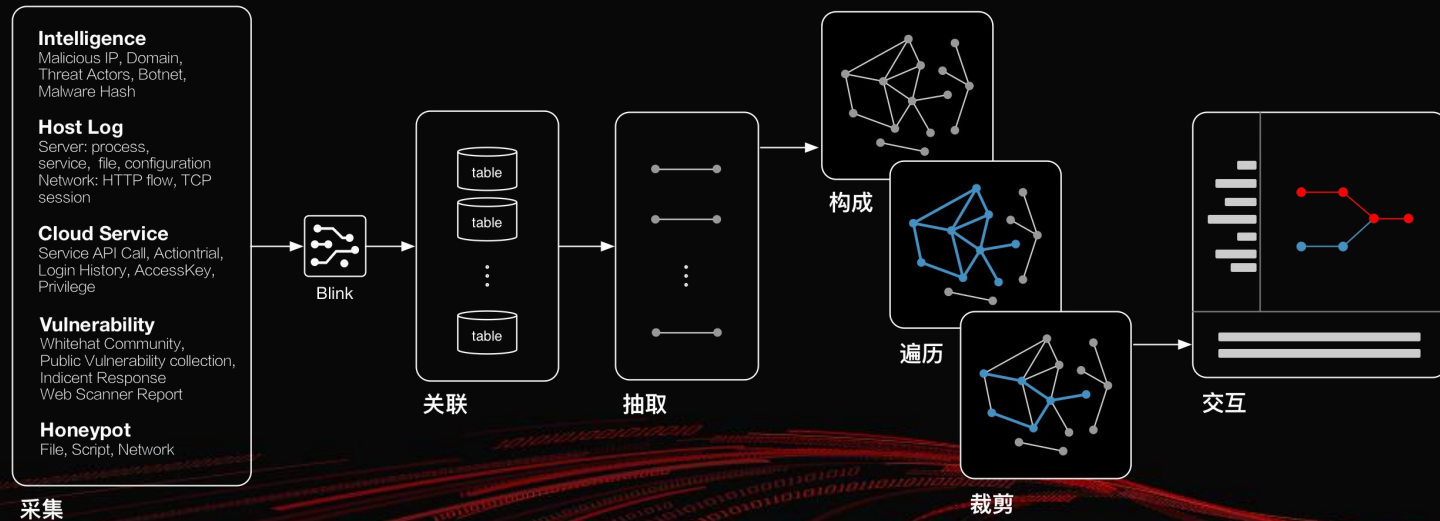 Intelligence
Malicious IP, Domain,
Threat Actors, Botnet,
Malware Hash
Host Log
Server: process,
service, file, configuration
Network: HTTP flow, TCP
session
Cloud Service
Service API Call, Actiontrial,
Login History, AccessKey,
Privilege
Vulnerability
Whitehat Community,
Public Vulnerability collection,
Indicent Response
Web Scanner Report
Honeypot
File, Script, Network
采集
Blink
table
table
table
关联
抽取
构成
遍历
裁剪
交互